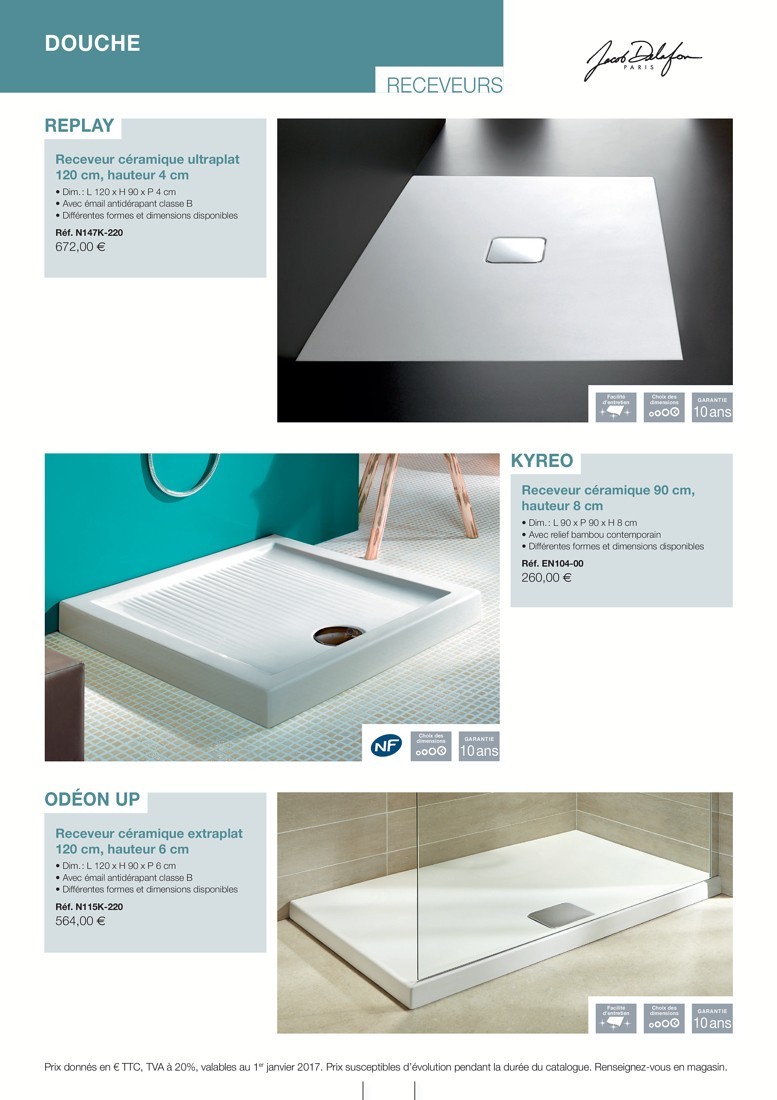 DOUCHE
RECEVEURS
Jacob Delafon
PARIS
REPLAY
Receveur céramique ultraplat
120 cm, hauteur 4 cm
• Dim. : L 120 x H 90 x P 4 cm
• Avec émail antidérapant classe B
• Différentes formes et dimensions disponibles
Réf. N147K-220
672,00 €
Facilité
d'entretien
Choix des
dimensions
GARANTIE
10 ans
KYREO
Receveur céramique 90 cm,
hauteur 8 cm
• Dim. : L 90 x P 90 x H 8 cm
• Avec relief bambou contemporain
• Différentes formes et dimensions disponibles
Réf. EN104-00
260,00 €
NF
Choix des
dimensions
GARANTIE
10 ans
ODÉON UP
Receveur céramique extraplat
120 cm, hauteur 6 cm
• Dim. : L 120 x H 90 x P 6 cm
• Avec émail antidérapant classe B
• Différentes formes et dimensions disponibles
Réf. N115K-220
564,00 €
Facilité
d'entretien
Choix des
dimensions
GARANTIE
10 ans
Prix donnés en € TTC, TVA à 20%, valables au 1er janvier 2017. Prix susceptibles d'évolution pendant la durée du catalogue. Renseignez-vous en magasin.